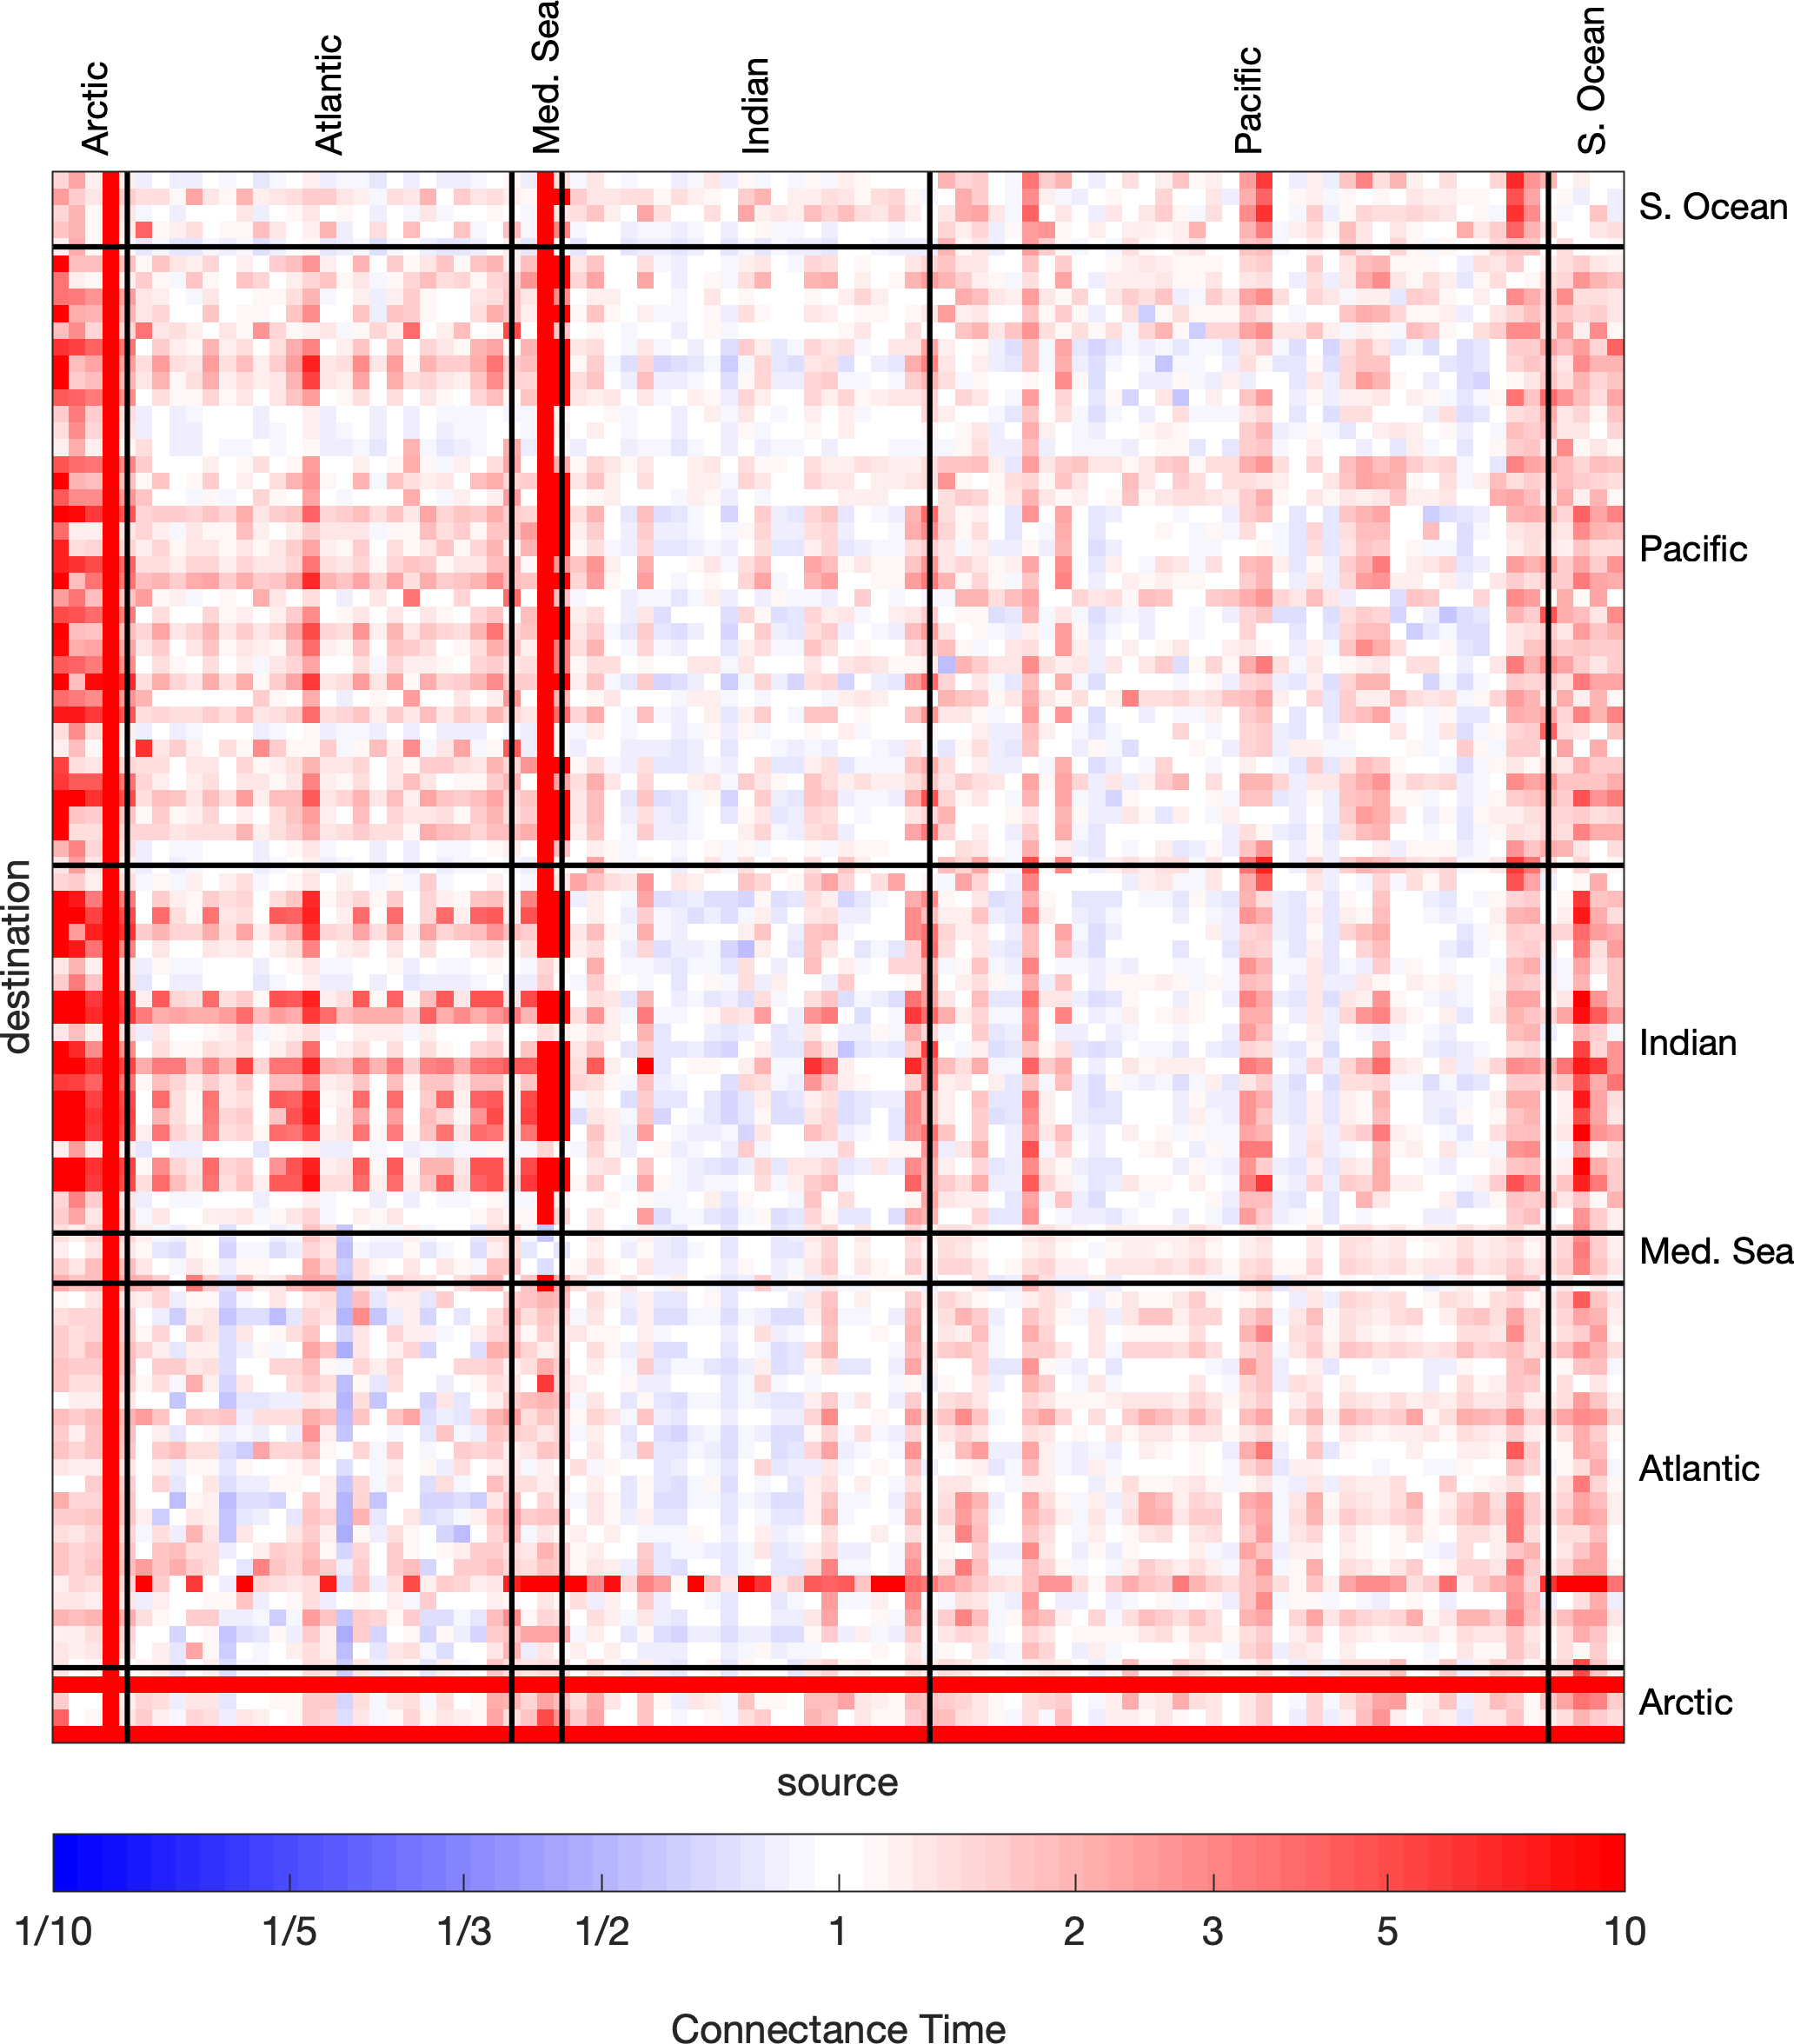 Arctic
Atlantic
Med. Sea
Indian
Pacific
S. Ocean
S. Ocean
Pacific
Indian
Med. Sea
Atlantic
Arctic
destination
source
1/10 1/5 1/3 1/2 1 2 3 5 10
Connectance Time